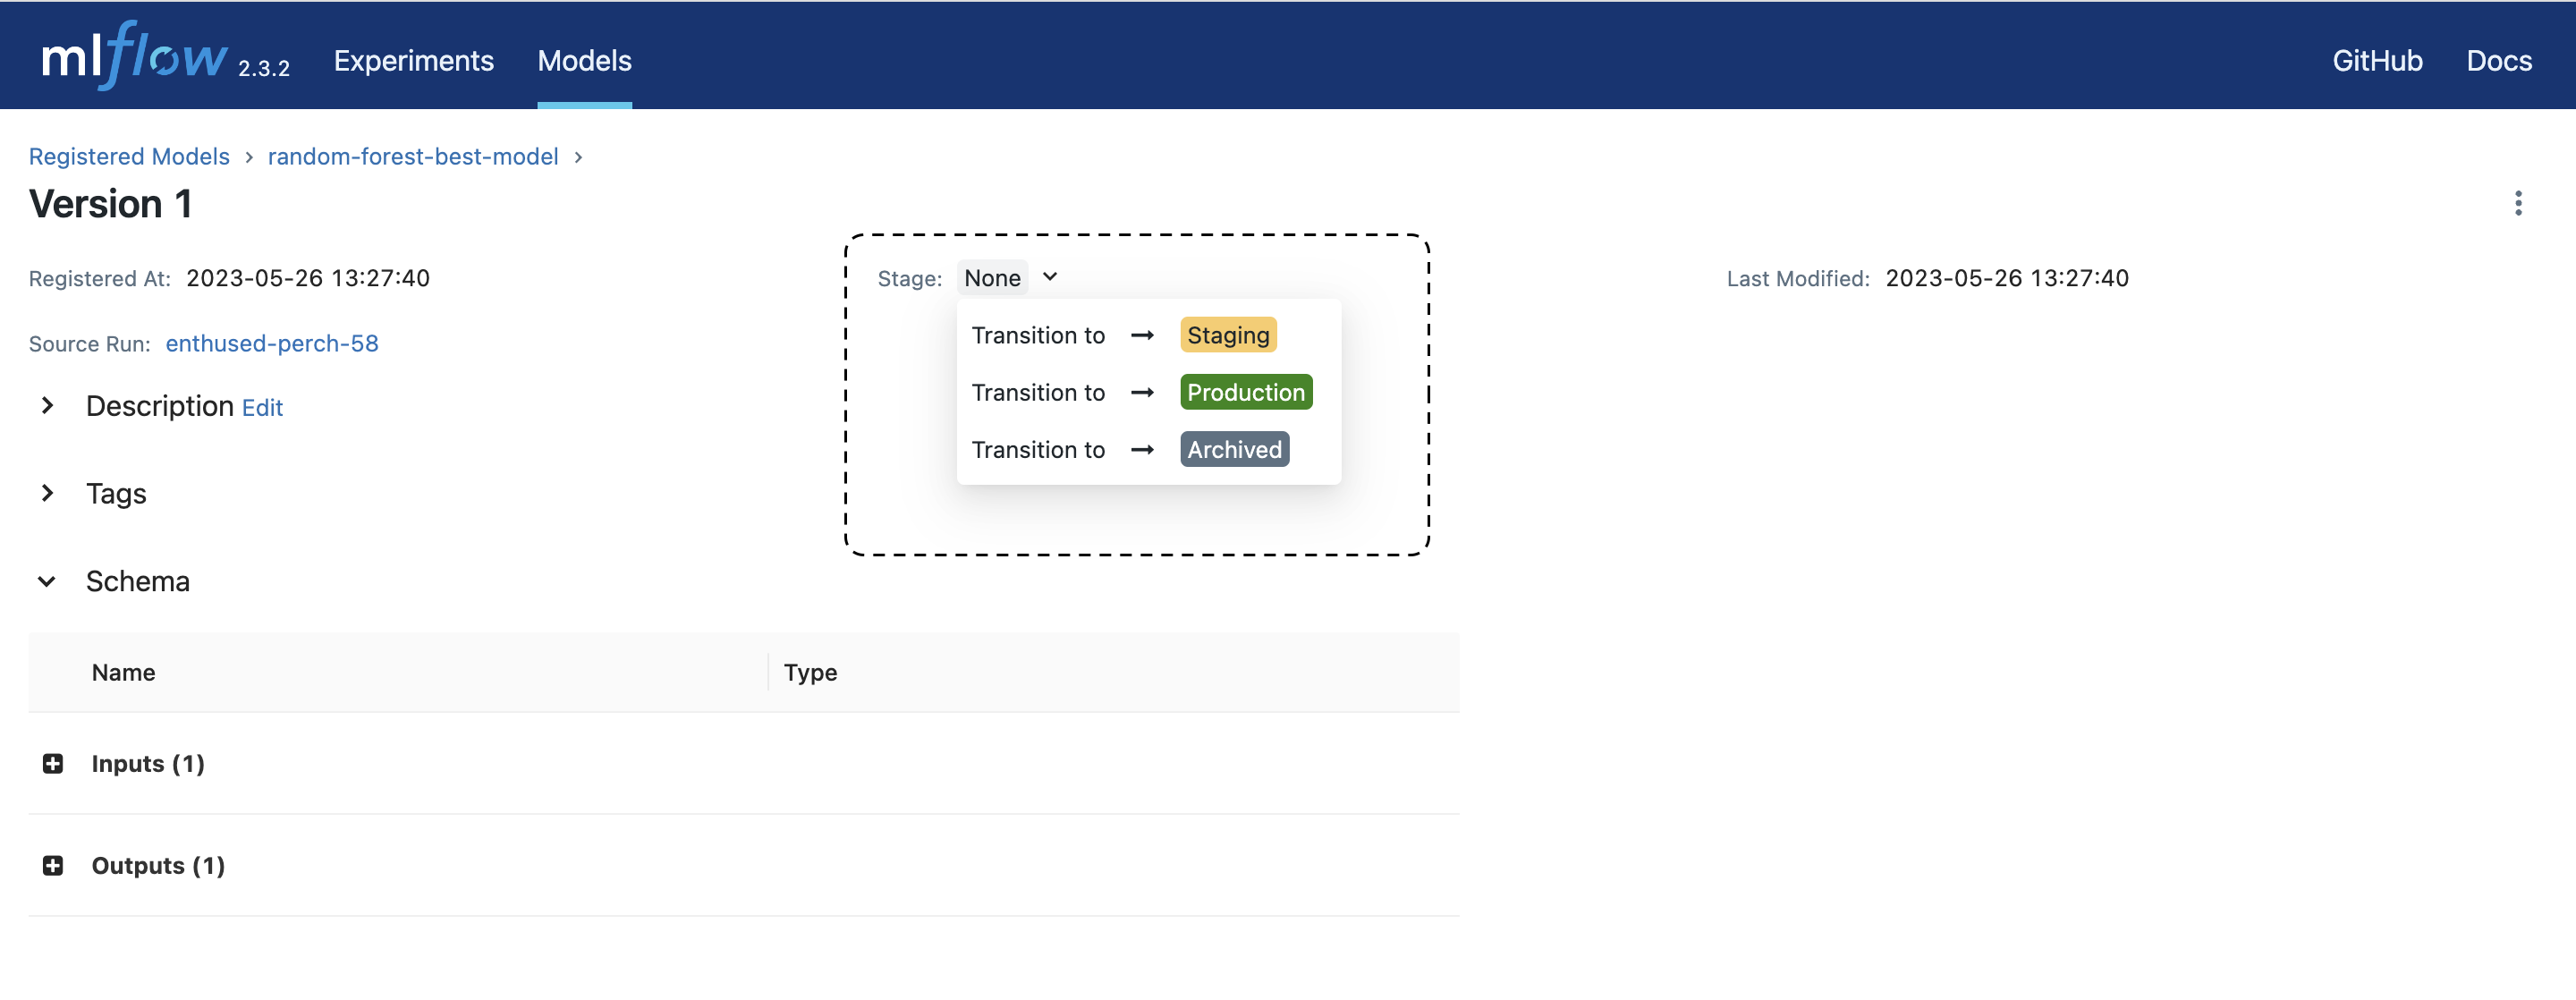 mlflow 2.3.2 Experiments Models GitHub Docs
Registered Models > random-forest-best-model >
Version 1
Registered At: 2023-05-26 13:27:40 Stage: None Last Modified: 2023-05-26 13:27:40
Transition to → Staging
Source Run: enthused-perch-58
Transition to → Production
Description Edit
Transition to → Archived
Tags
Schema
Name Type
Inputs (1)
Outputs (1)